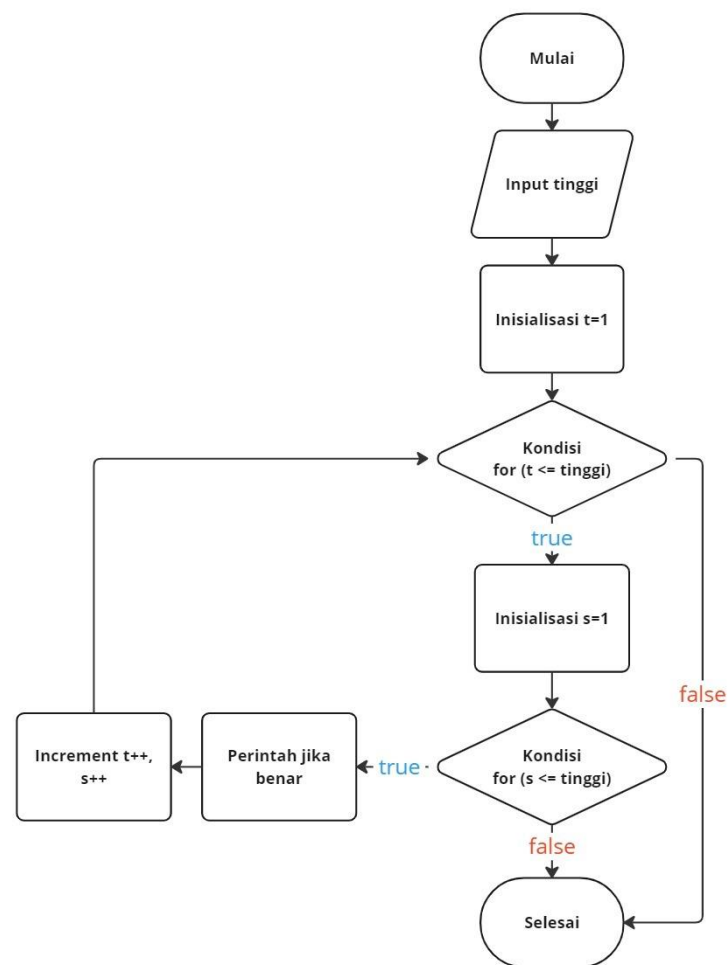 Mulai
Input tinggi
Inisialisasi t=1
Kondisi
for (t <= tinggi)
true
Inisialisasi s=1
false
Increment t++,
s++
Perintah jika
benar
true
Kondisi
for (s <= tinggi)
false
Selesai